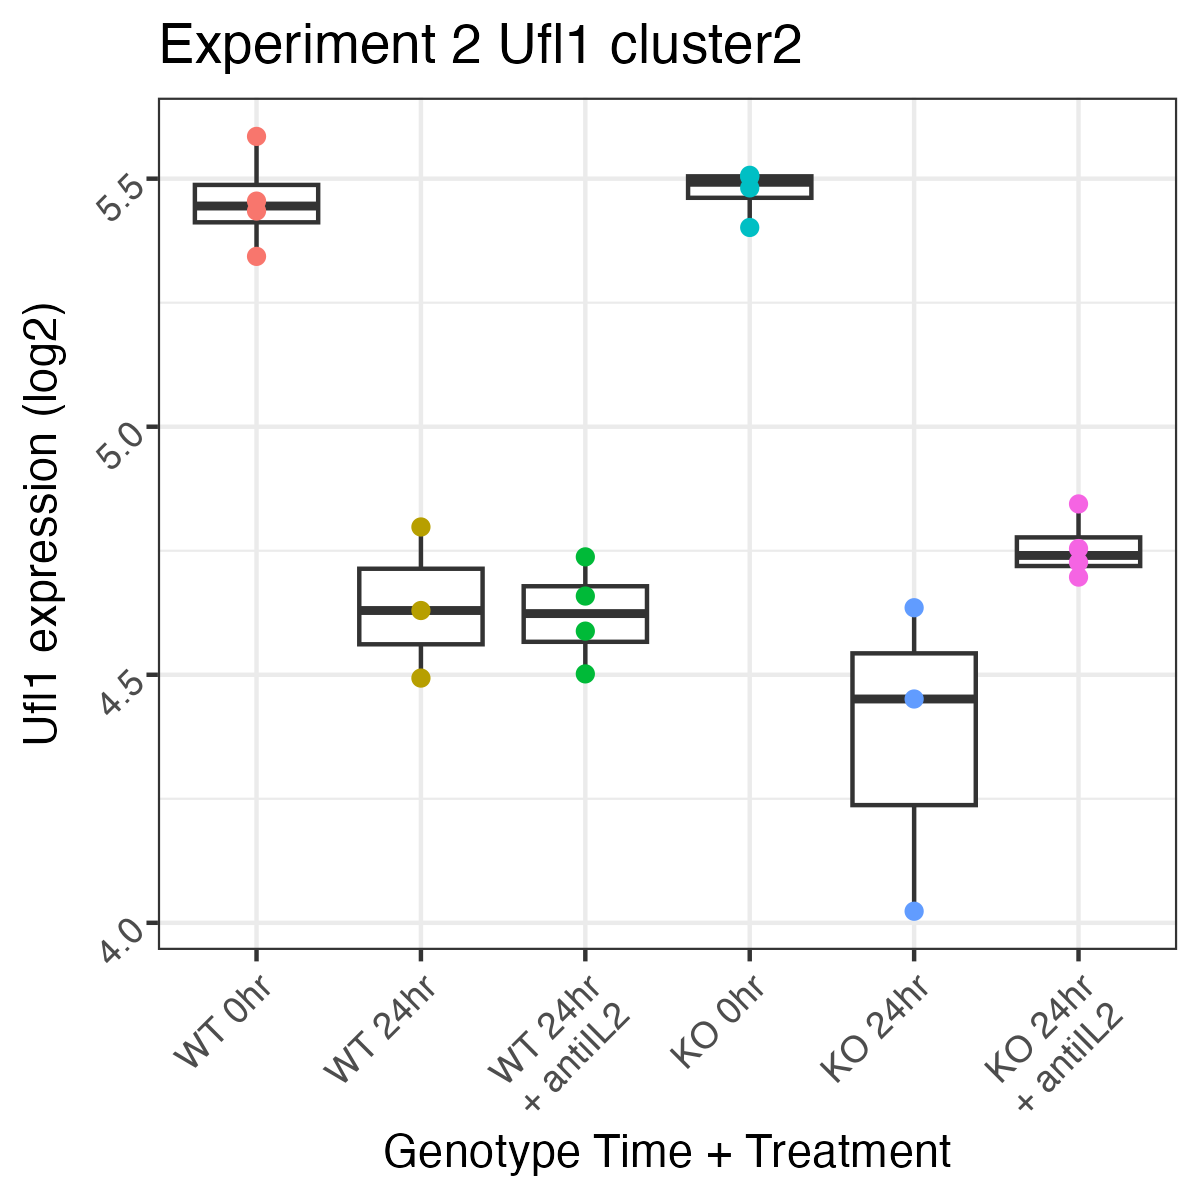 Experiment 2 Ufl1 cluster2
Ufl1 expression (log2)
5.5
5.0
4.5
4.0
WT 0hr
WT 24hr
WT 24hr
+ antiIL2
KO 0hr
KO 24hr
KO 24hr
+ antiIL2
Genotype Time + Treatment